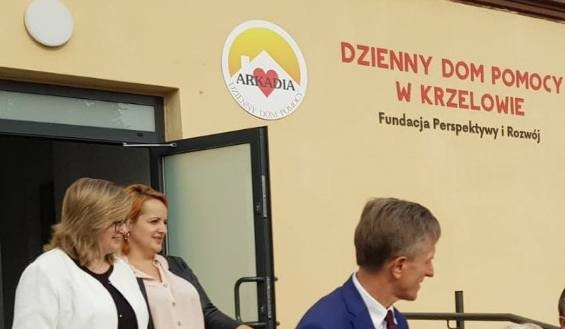 ARKADIA
DZIENNY DOM POMOCY
DZIENNY DOM POMOCY
W KRZELOWIE
Fundacja Perspektywy i Rozwój